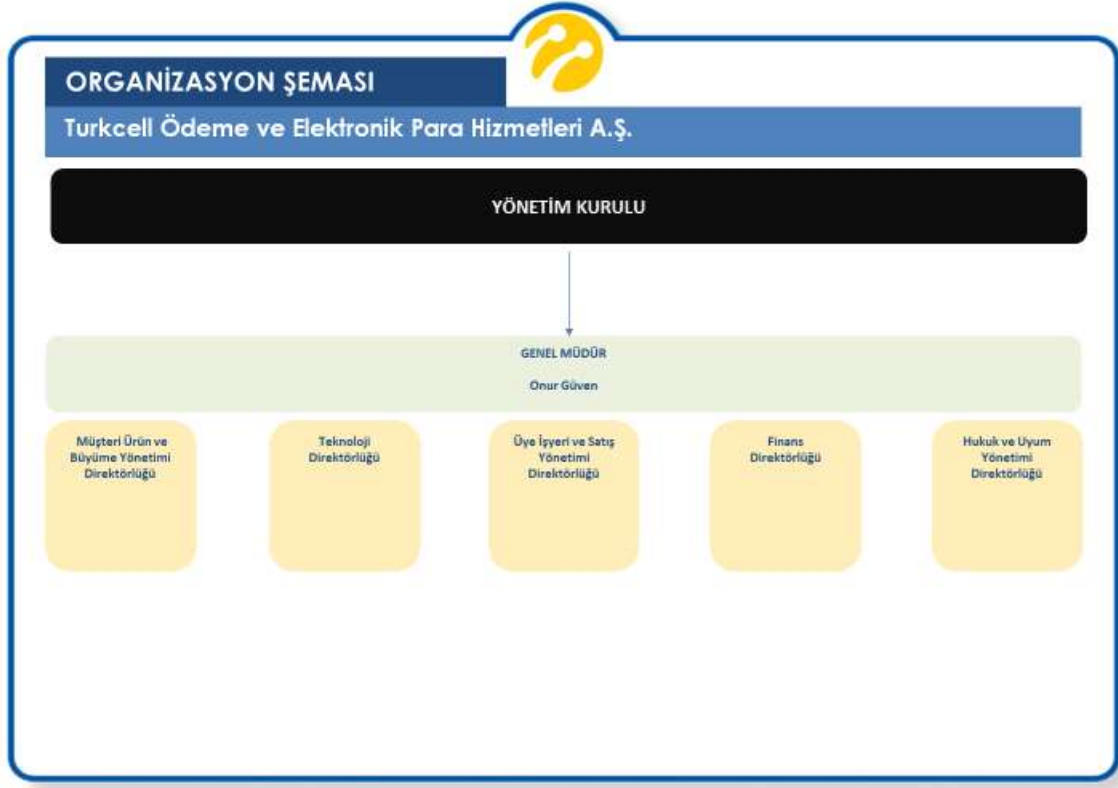 ORGANİZASYON ŞEMASI
Turkcell Ödeme ve Elektronik Para Hizmetleri A.Ş.
YÖNETİM KURULU
GENEL MÜDÜR
Onur Güven
Müşteri Ürün ve
Büyüme Yönetimi
Direktörlüğü
Teknoloji
Direktörlüğü
Üye İşyeri ve Satış
Yönetimi
Direktörlüğü
Finans
Direktörlüğü
Hukuk ve Uyum
Yönetimi
Direktörlüğü